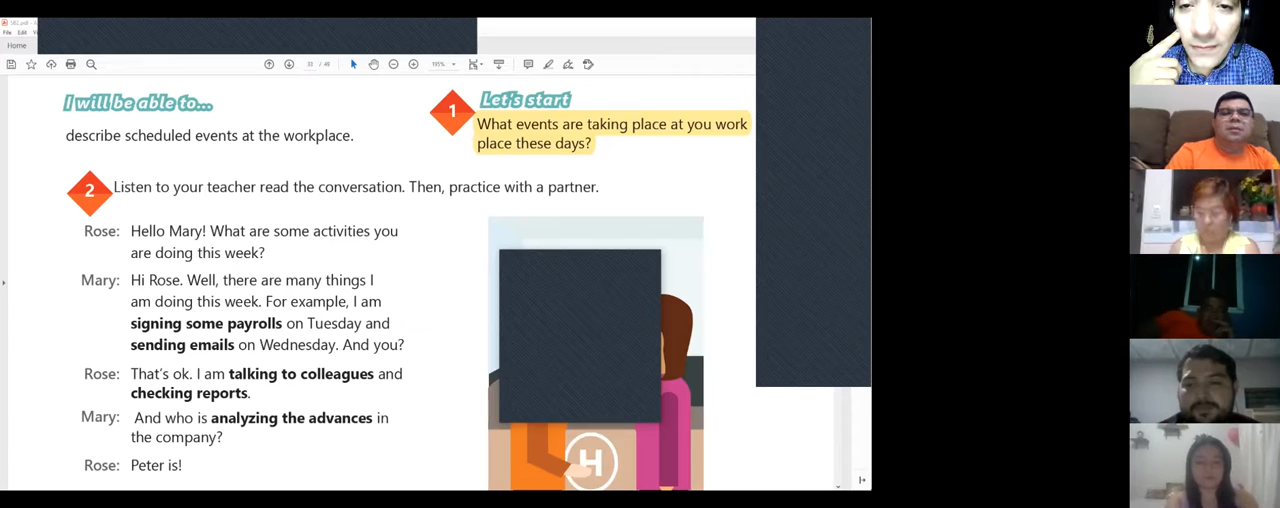 Home
33 / 49
195%
I will be able to...
describe scheduled events at the workplace.
1
Let's start
What events are taking place at you work
place these days?
2
Listen to your teacher read the conversation. Then, practice with a partner.
Rose: Hello Mary! What are some activities you
are doing this week?
Mary: Hi Rose. Well, there are many things I
am doing this week. For example, I am
signing some payrolls on Tuesday and
sending emails on Wednesday. And you?
Rose: That's ok. I am talking to colleagues and
checking reports.
Mary: And who is analyzing the advances in
the company?
Rose: Peter is!
H